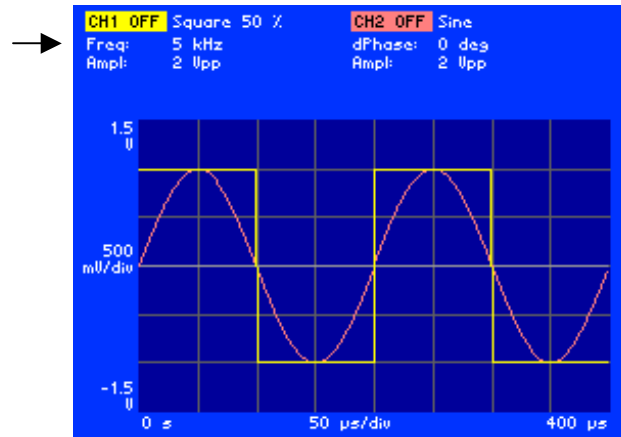 CH1 OFF Square 50 % CH2 OFF Sine
Freq: 5 kHz dPhase: 0 deg
Ampl: 2 Vpp Ampl: 2 Vpp
1.5
V
500
mV/div
-1.5
V
0 s 50 µs/div 400 µs